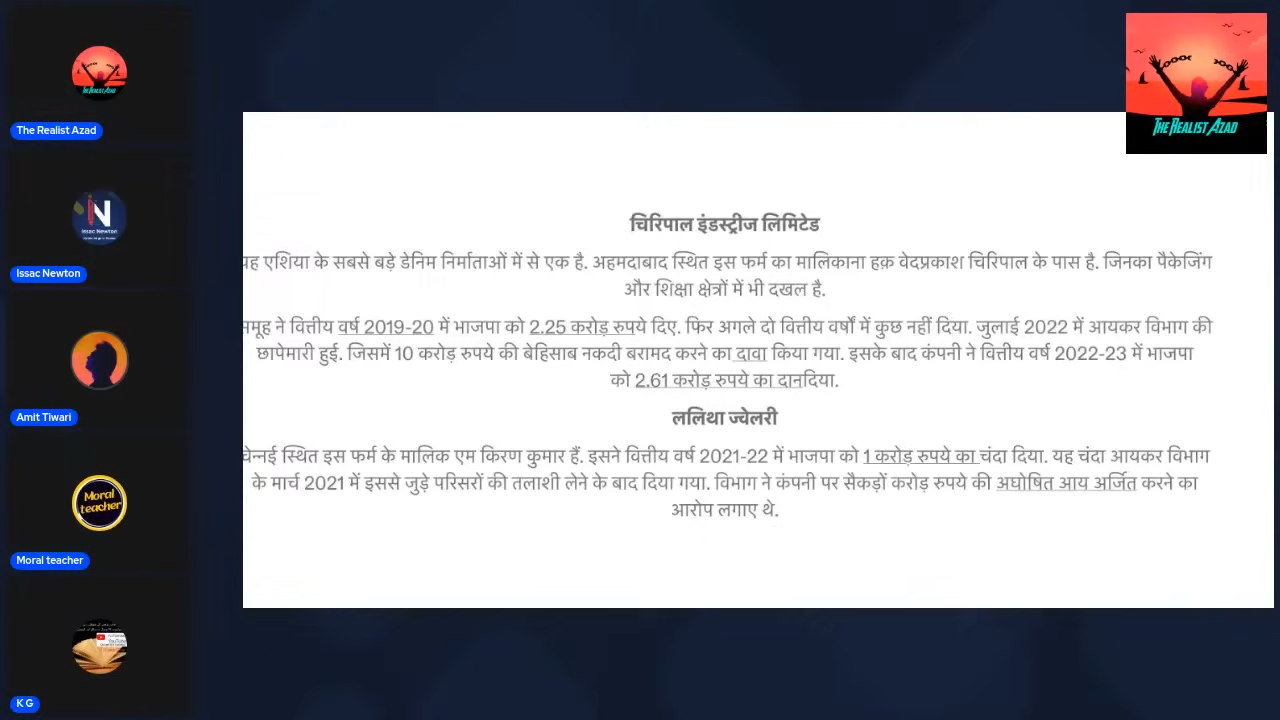 The Realist Azad
Issac Newton
Amit Tiwari
Moral teacher
K G
THE REALIST AZAD
Issac Newton
Moral
teacher
चिरिपाल इंडस्ट्रीज लिमिटेड
यह एशिया के सबसे बड़े डेनिम निर्माताओं में से एक है. अहमदाबाद स्थित इस फर्म का मालिकाना हक़ वेदप्रकाश चिरिपाल के पास है. जिनका पैकेजिंग
और शिक्षा क्षेत्रों में भी दखल है.
समूह ने वित्तीय वर्ष 2019-20 में भाजपा को 2.25 करोड़ रुपये दिए. फिर अगले दो वित्तीय वर्षों में कुछ नहीं दिया. जुलाई 2022 में आयकर विभाग की
छापेमारी हुई. जिसमें 10 करोड़ रुपये की बेहिसाब नकदी बरामद करने का दावा किया गया. इसके बाद कंपनी ने वित्तीय वर्ष 2022-23 में भाजपा
को 2.61 करोड़ रुपये का दानदिया.
ललिथा ज्वेलरी
चेन्नई स्थित इस फर्म के मालिक एम किरण कुमार हैं. इसने वित्तीय वर्ष 2021-22 में भाजपा को 1 करोड़ रुपये का चंदा दिया. यह चंदा आयकर विभाग
के मार्च 2021 में इससे जुड़े परिसरों की तलाशी लेने के बाद दिया गया. विभाग ने कंपनी पर सैकड़ों करोड़ रुपये की अघोषित आय अर्जित करने का
आरोप लगाए थे.